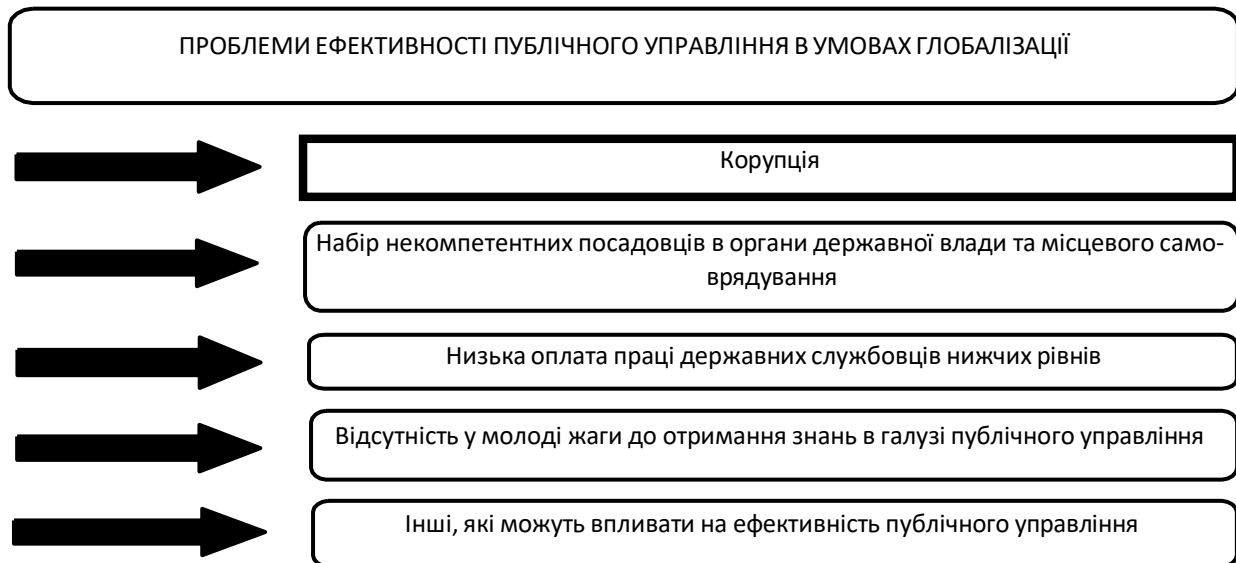 ПРОБЛЕМИ ЕФЕКТИВНОСТІ ПУБЛІЧНОГО УПРАВЛІННЯ В УМОВАХ ГЛОБАЛІЗАЦІЇ
Корупція
Набір некомпетентних посадовців в органи державної влади та місцевого само-
врядування
Низька оплата праці державних службовців нижчих рівнів
Відсутність у молоді жаги до отримання знань в галузі публічного управління
Інші, які можуть впливати на ефективність публічного управління